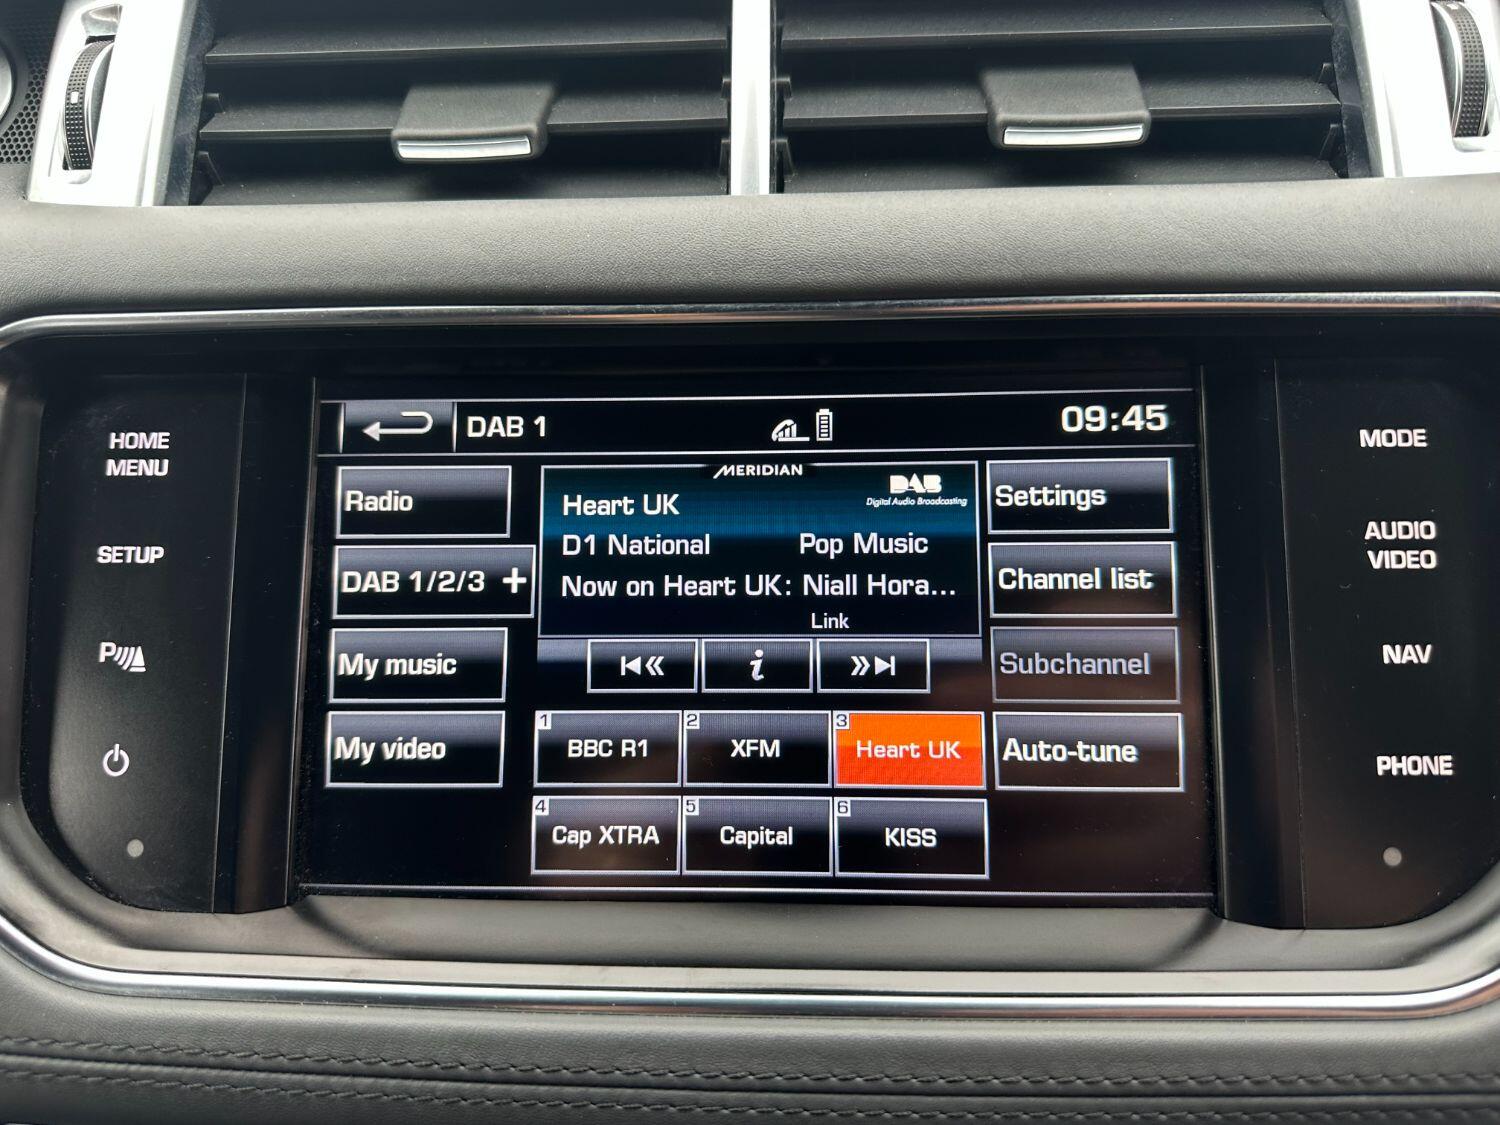 HOME
MENU
SETUP
P
DAB 1
09:45
Radio
DAB 1/2/3 +
My music
My video
MERIDIAN
DAB
Digital Audio Broadcasting
Heart UK
D1 National Pop Music
Now on Heart UK: Niall Hora...
Link
i
1 BBC R1
2 XFM
3 Heart UK
4 Cap XTRA
5 Capital
6 KISS
Settings
Channel list
Subchannel
Auto-tune
MODE
AUDIO
VIDEO
NAV
PHONE